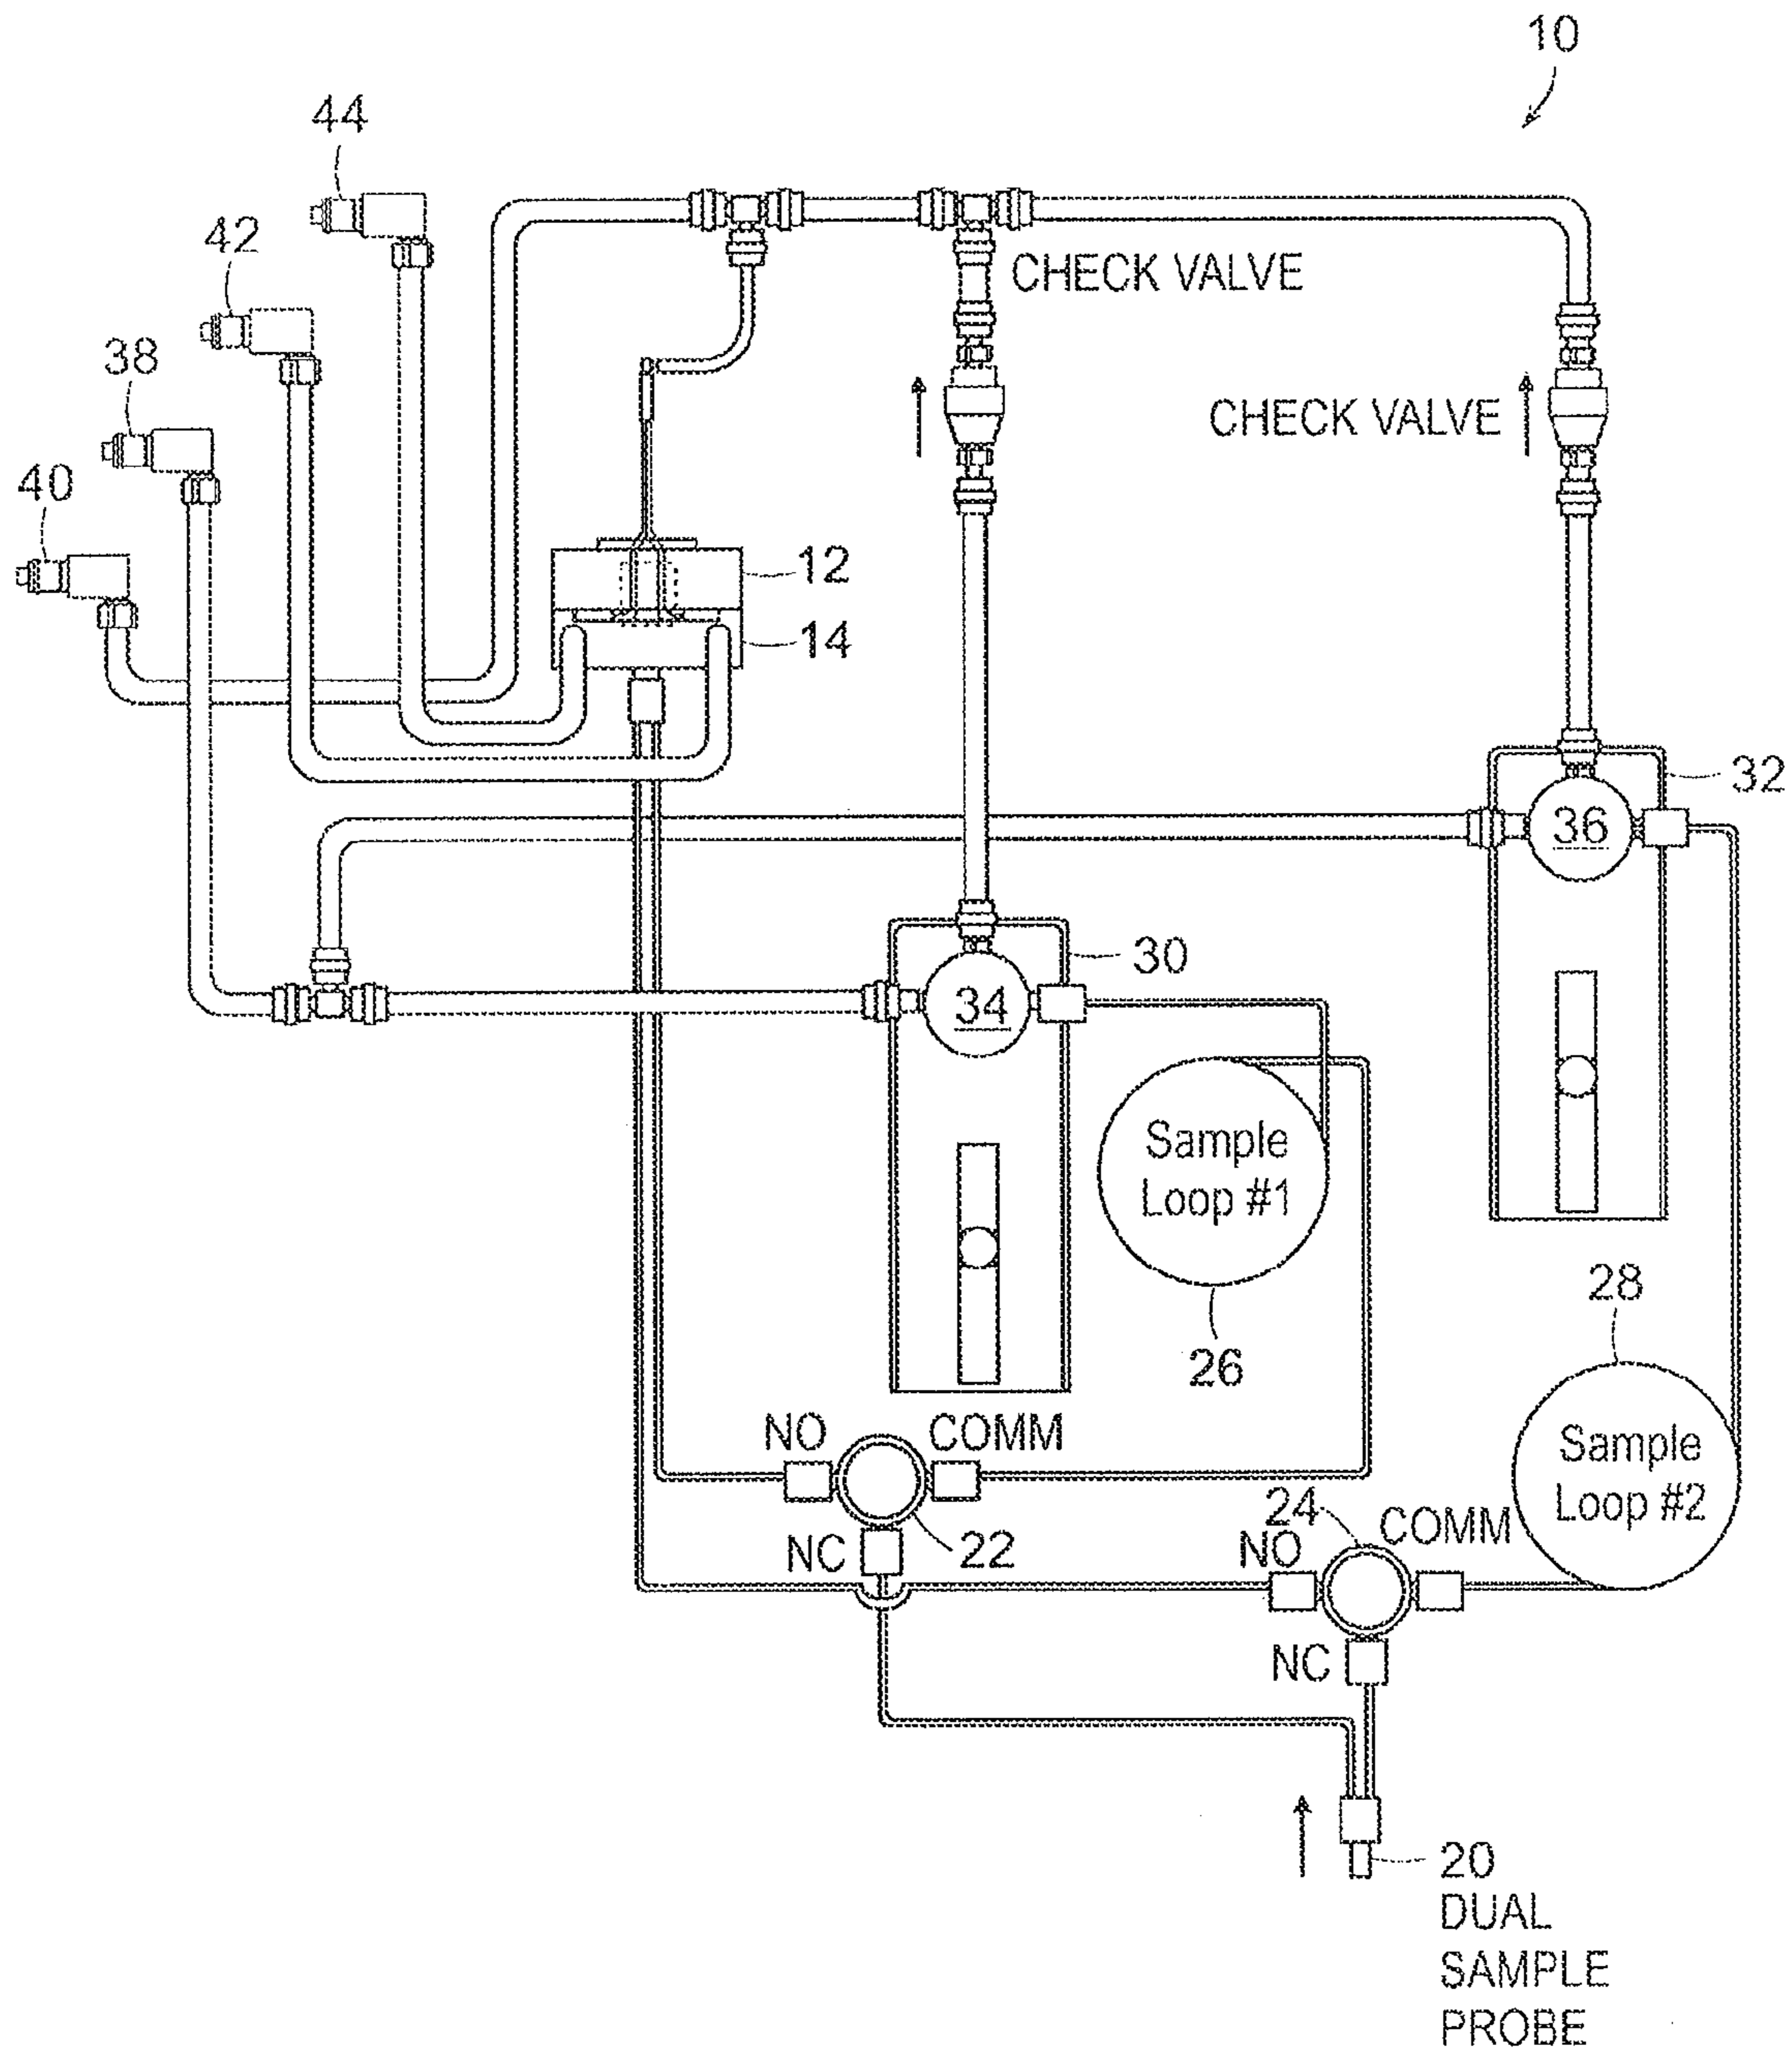 10
44
42
38
40
CHECK VALVE
CHECK VALVE
12
14
32
36
30
34
Sample
Loop #1
26
28
Sample
Loop #2
NO
COMM
NC
22
24
NO
COMM
NC
20
DUAL
SAMPLE
PROBE